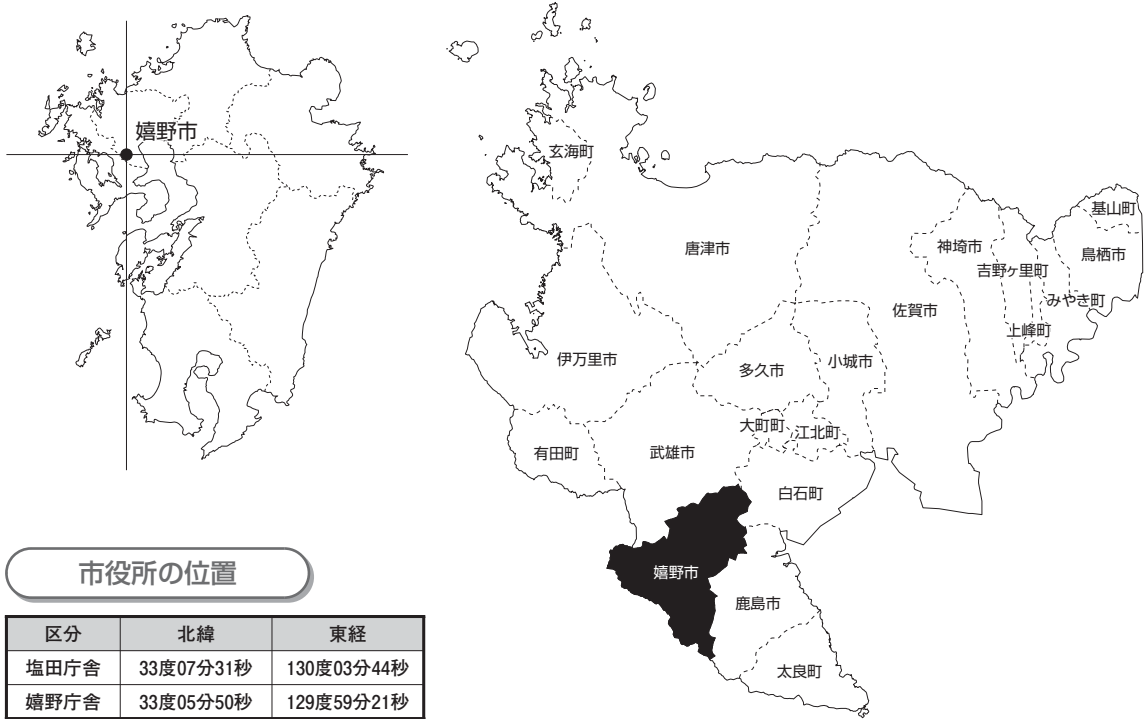 嬉野市
玄海町
唐津市
基山町
鳥栖市
神埼市
吉野ヶ里町
みやき町
上峰町
佐賀市
伊万里市
多久市
小城市
大町町
江北町
有田町
武雄市
白石町
嬉野市
鹿島市
太良町
市役所の位置
区分 北緯 東経
塩田庁舎 33度07分31秒 130度03分44秒
嬉野庁舎 33度05分50秒 129度59分21秒